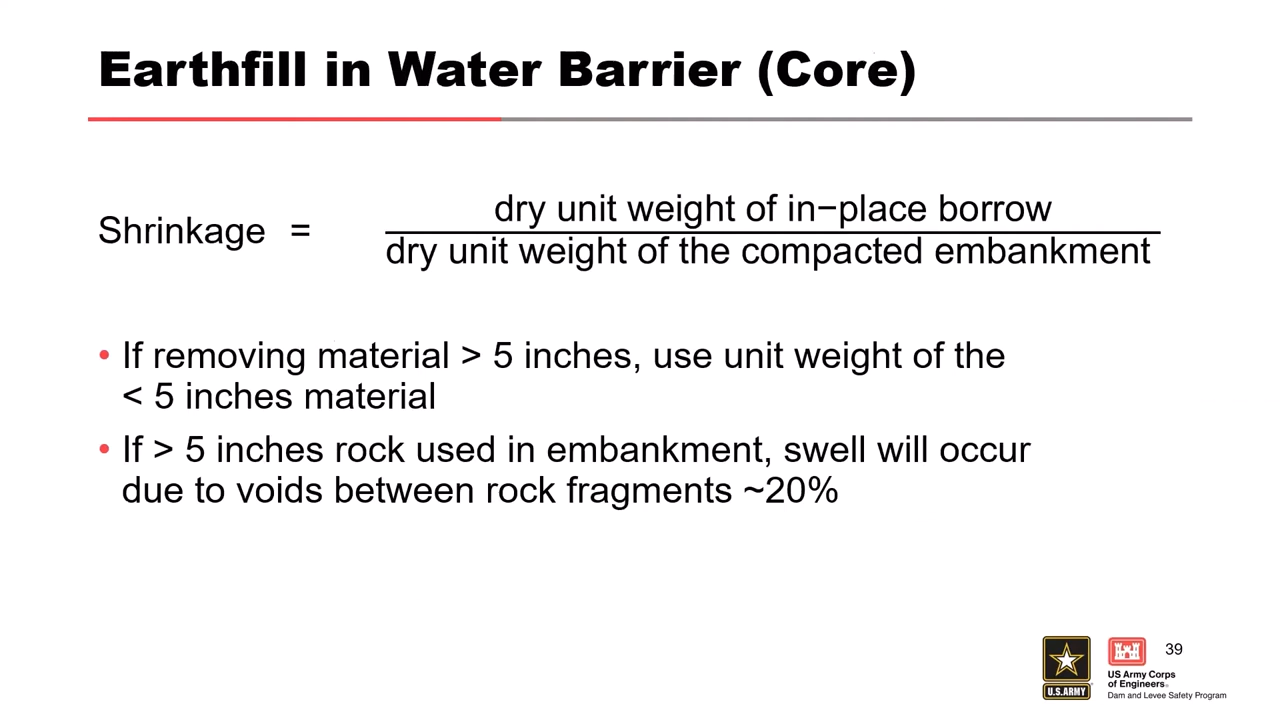 Earthfill in Water Barrier (Core)
Shrinkage =
dry unit weight of in−place borrow
dry unit weight of the compacted embankment
• If removing material > 5 inches, use unit weight of the
< 5 inches material
• If > 5 inches rock used in embankment, swell will occur
due to voids between rock fragments ~20%
39
U.S.ARMY
US Army Corps
of Engineers®
Dam and Levee Safety Program